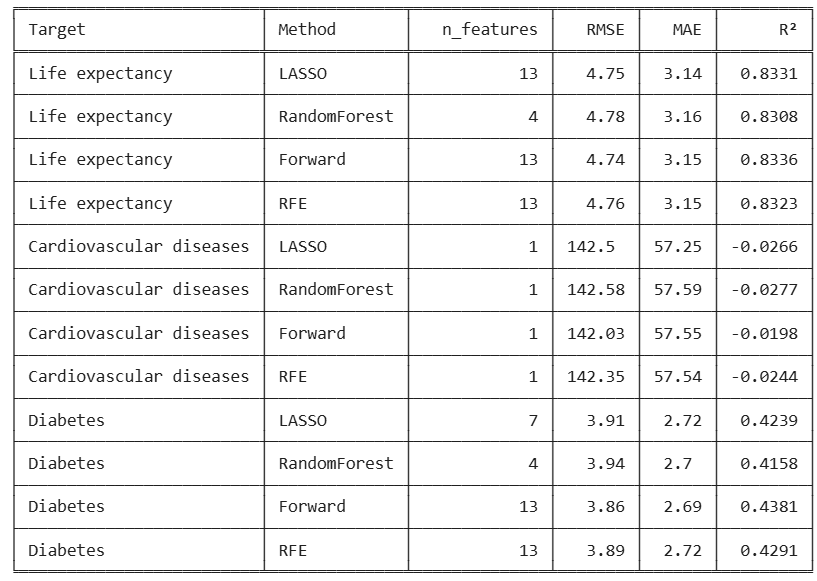 Target Method n_features RMSE MAE R²
Life expectancy LASSO 13 4.75 3.14 0.8331
Life expectancy RandomForest 4 4.78 3.16 0.8308
Life expectancy Forward 13 4.74 3.15 0.8336
Life expectancy RFE 13 4.76 3.15 0.8323
Cardiovascular diseases LASSO 1 142.5 57.25 -0.0266
Cardiovascular diseases RandomForest 1 142.58 57.59 -0.0277
Cardiovascular diseases Forward 1 142.03 57.55 -0.0198
Cardiovascular diseases RFE 1 142.35 57.54 -0.0244
Diabetes LASSO 7 3.91 2.72 0.4239
Diabetes RandomForest 4 3.94 2.7 0.4158
Diabetes Forward 13 3.86 2.69 0.4381
Diabetes RFE 13 3.89 2.72 0.4291